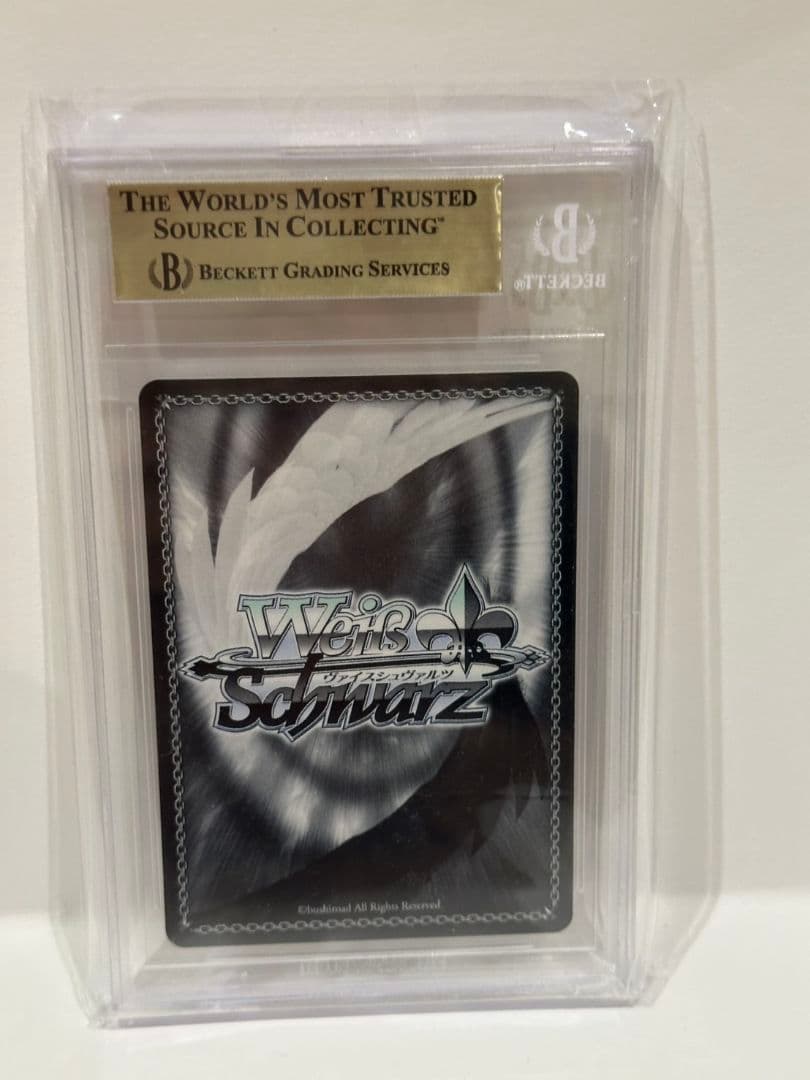 THE WORLD'S MOST TRUSTED
SOURCE IN COLLECTING™
B BECKETT GRADING SERVICES
B
BECKETT®
Weiß
ヴァイスシュヴァルツ
Schwarz
©bushiroad All Rights Reserved